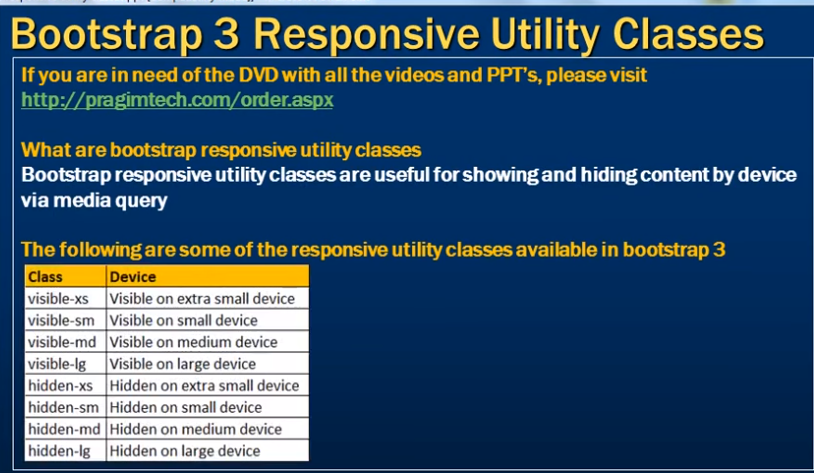 Bootstrap 3 Responsive Utility Classes
If you are in need of the DVD with all the videos and PPT's, please visit
http://pragimtech.com/order.aspx
What are bootstrap responsive utility classes
Bootstrap responsive utility classes are useful for showing and hiding content by device
via media query
The following are some of the responsive utility classes available in bootstrap 3
Class Device
visible-xs Visible on extra small device
visible-sm Visible on small device
visible-md Visible on medium device
visible-lg Visible on large device
hidden-xs Hidden on extra small device
hidden-sm Hidden on small device
hidden-md Hidden on medium device
hidden-lg Hidden on large device